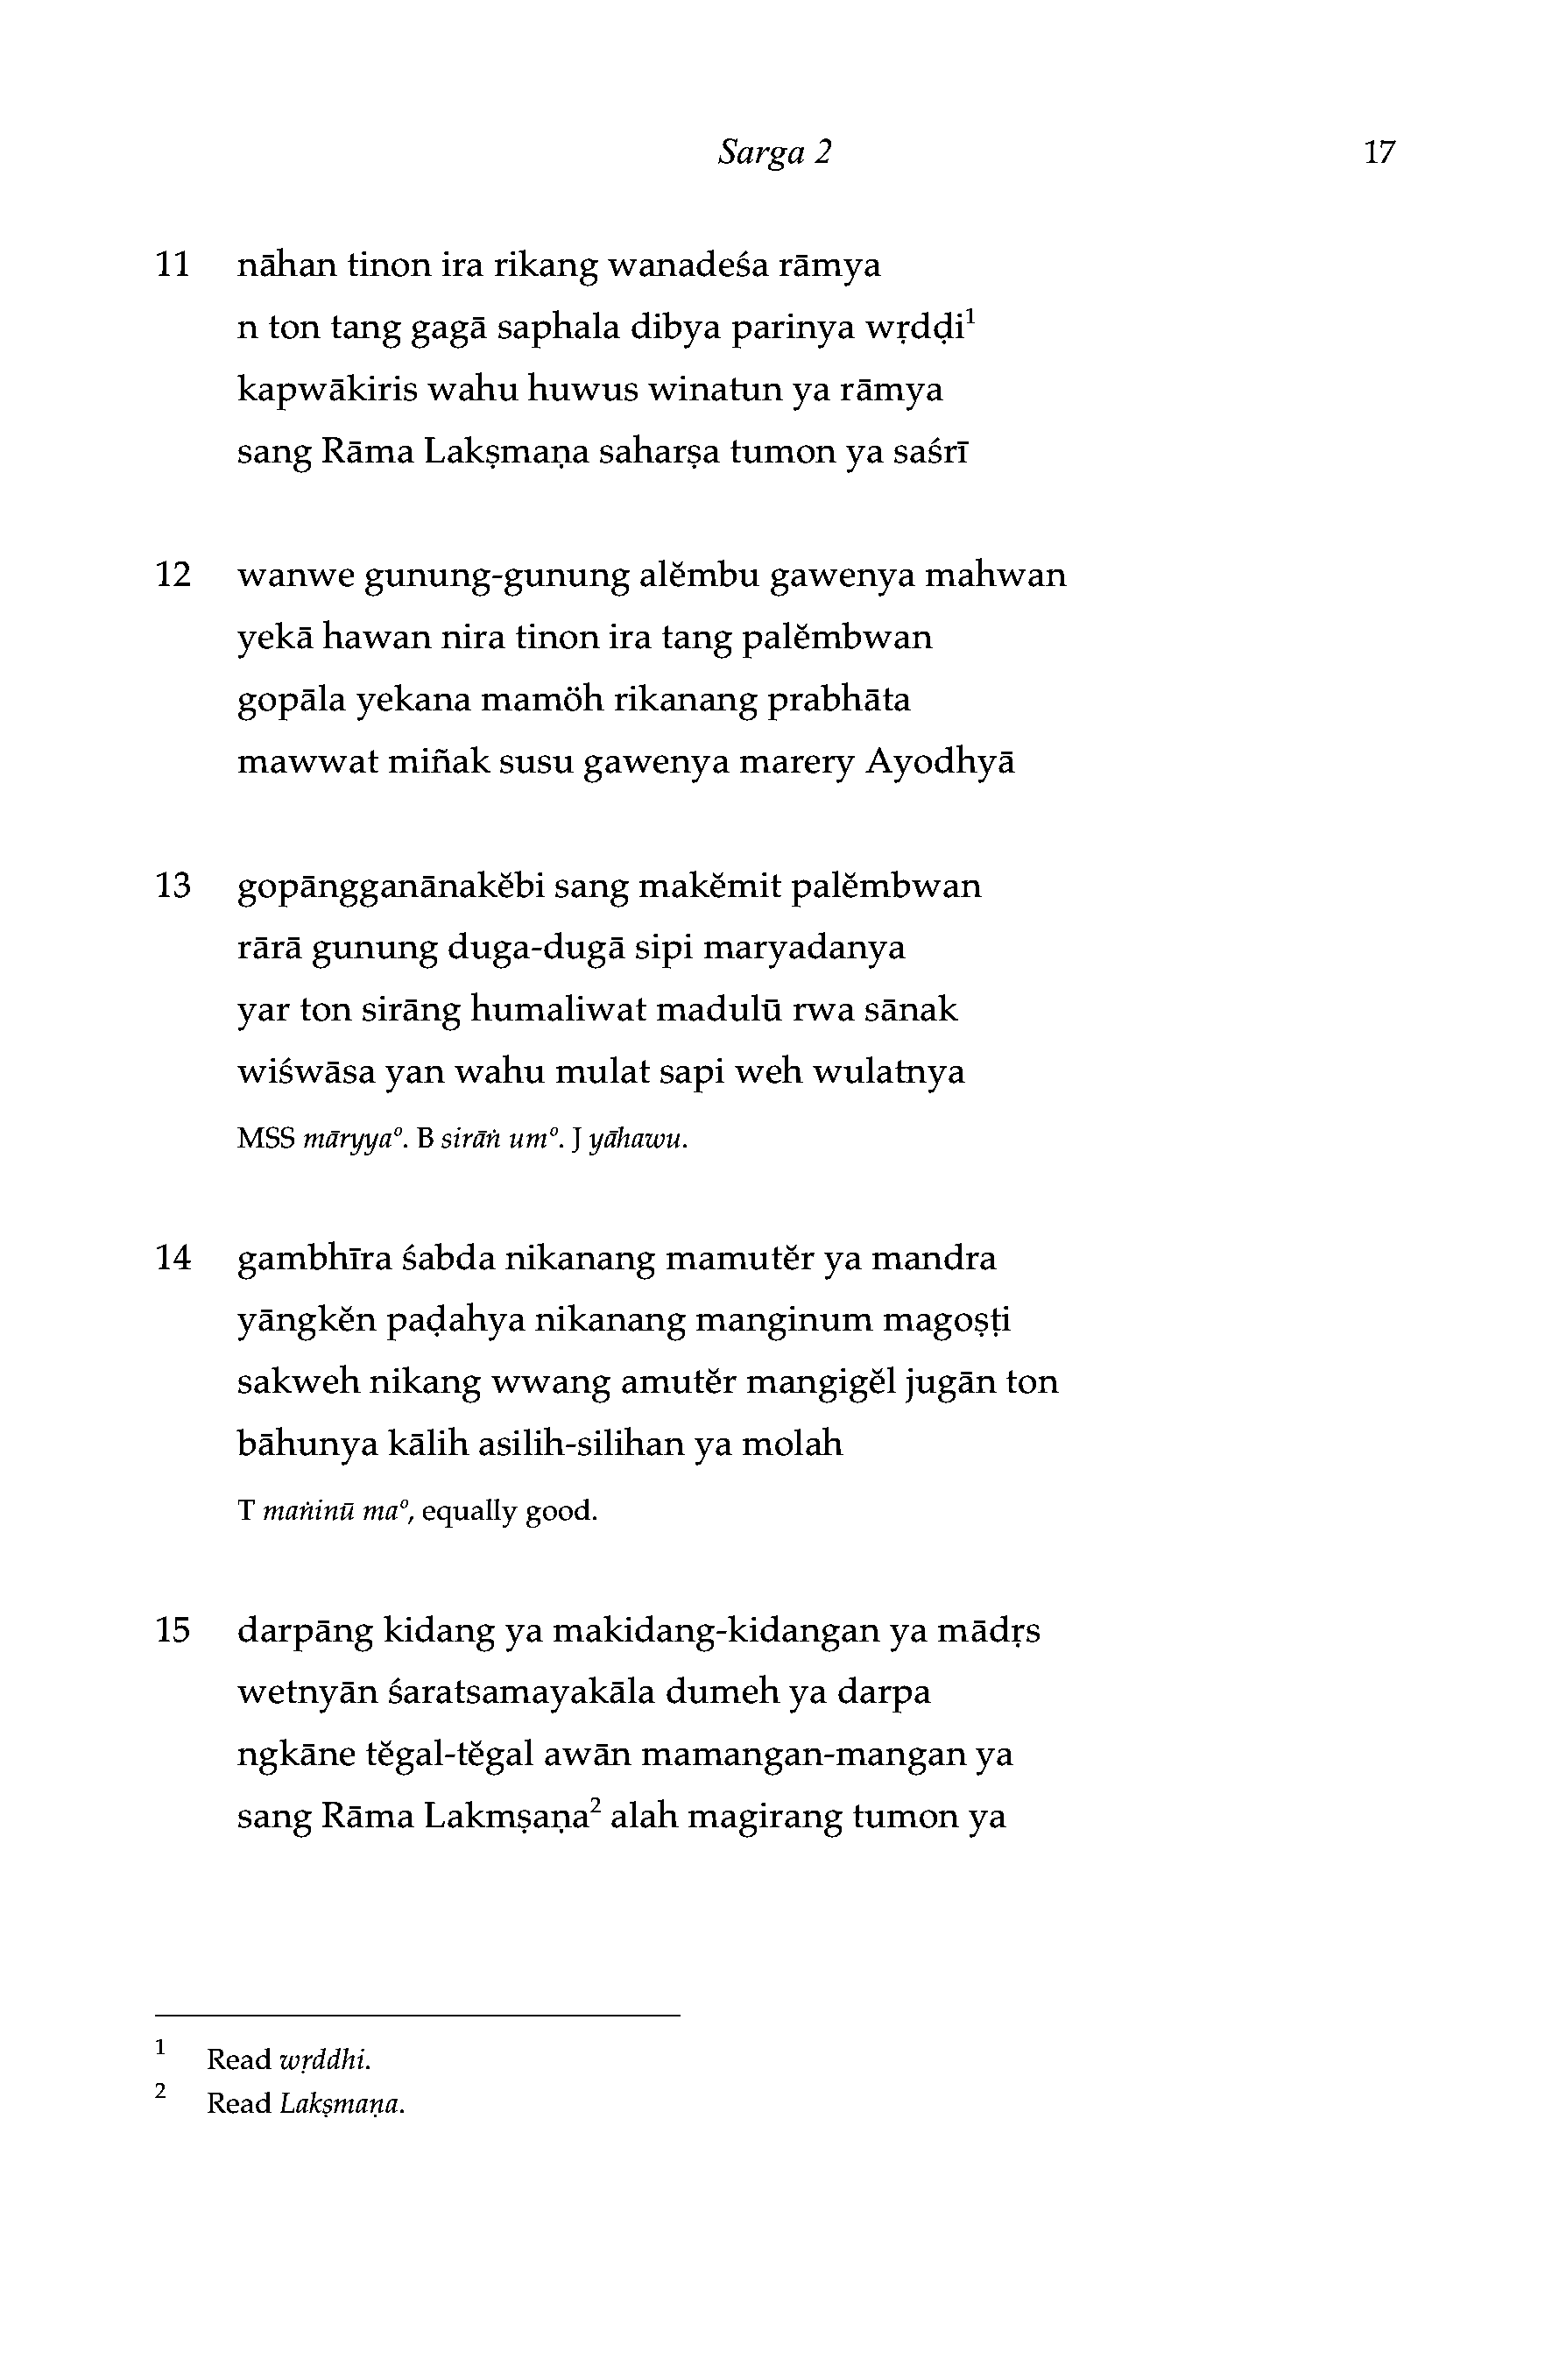 Sarga 2 17
11 nāhan tinon ira rikang wanadeśa rāmya
n ton tang gagā saphala dibya parinya wṛdḍi¹
kapwākiris wahu huwus winatun ya rāmya
sang Rāma Lakṣmaṇa saharṣa tumon ya saśrī
12 wanwe gunung-gunung alĕmbu gawenya mahwan
yekā hawan nira tinon ira tang palĕmbwan
gopāla yekana mamöh rikanang prabhāta
mawwat miñak susu gawenya marery Ayodhyā
13 gopāngganānakĕbi sang makĕmit palĕmbwan
rārā gunung duga-dugā sipi maryadanya
yar ton sirāng humaliwat madulū rwa sānak
wiśwāsa yan wahu mulat sapi weh wulatnya
MSS māryyaº. B sirāṅ umº. J yāhawu.
14 gambhīra śabda nikanang mamutĕr ya mandra
yāngkĕn paḍahya nikanang manginum magoṣṭi
sakweh nikang wwang amutĕr mangigĕl jugān ton
bāhunya kālih asilih-silihan ya molah
T maṅinū maº, equally good.
15 darpāng kidang ya makidang-kidangan ya mādṛs
wetnyān śaratsamayakāla dumeh ya darpa
ngkāne tĕgal-tĕgal awān mamangan-mangan ya
sang Rāma Lakmṣaṇa² alah magirang tumon ya
1 Read wṛddhi.
2 Read Lakṣmaṇa.